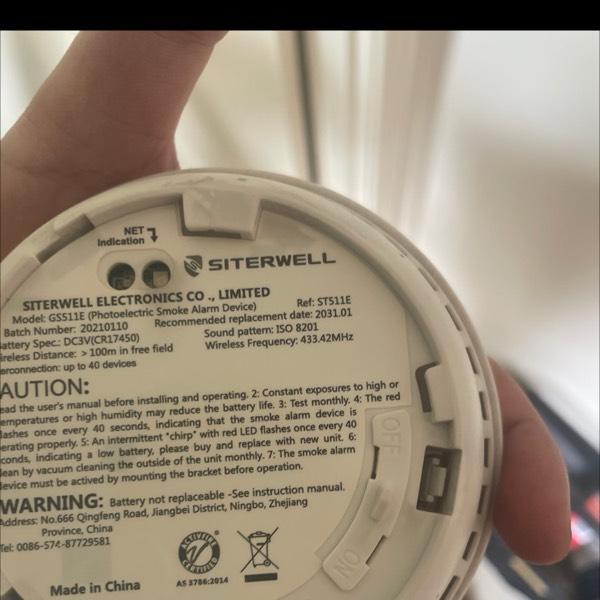 NET
indication
SITERWELL
SITERWELL ELECTRONICS CO ., LIMITED
Model: GS511E (Photoelectric Smoke Alarm Device) Ref: ST511E
Batch Number: 20210110 Recommended replacement date: 2031.01
attery Spec.: DC3V(CR17450) Sound pattern: ISO 8201
ireless Distance: > 100m in free field Wireless Frequency: 433.42MHz
erconnection: up to 40 devices
AUTION:
ead the user's manual before installing and operating. 2: Constant exposures to high or
emperatures or high humidity may reduce the battery life. 3: Test monthly. 4: The red
lashes once every 40 seconds, indicating that the smoke alarm device is
erating properly. 5: An intermittent "chirp" with red LED flashes once every 40
conds, indicating a low battery, please buy and replace with new unit. 6:
lean by vacuum cleaning the outside of the unit monthly. 7: The smoke alarm
evice must be actived by mounting the bracket before operation.
WARNING: Battery not replaceable -See instruction manual.
Address: No.666 Qingfeng Road, Jiangbei District, Ningbo, Zhejiang
Province, China
Tel: 0086-574-87729581
Made in China
AS 3786:2014
OFF
ON